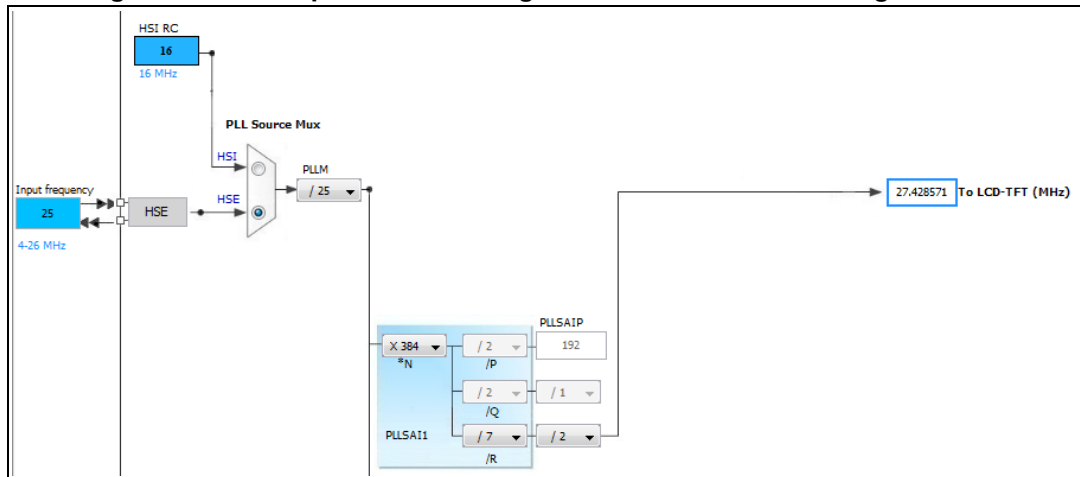 HSI RC
16
16 MHz
PLL Source Mux
HSI
PLLM
/ 25
Input frequency
25
HSE
HSE
4-26 MHz
27.428571 To LCD-TFT (MHz)
PLLSAIP
X 384
/ 2
192
*N
/P
/ 2
/ 1
/Q
PLLSAI1
/ 7
/ 2
/R